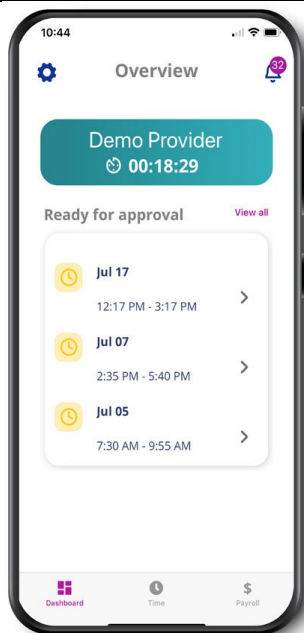 10:44
Overview
32
Demo Provider
00:18:29
Ready for approval
View all
Jul 17
12:17 PM - 3:17 PM
Jul 07
2:35 PM - 5:40 PM
Jul 05
7:30 AM - 9:55 AM
$
Dashboard
Time
Payroll